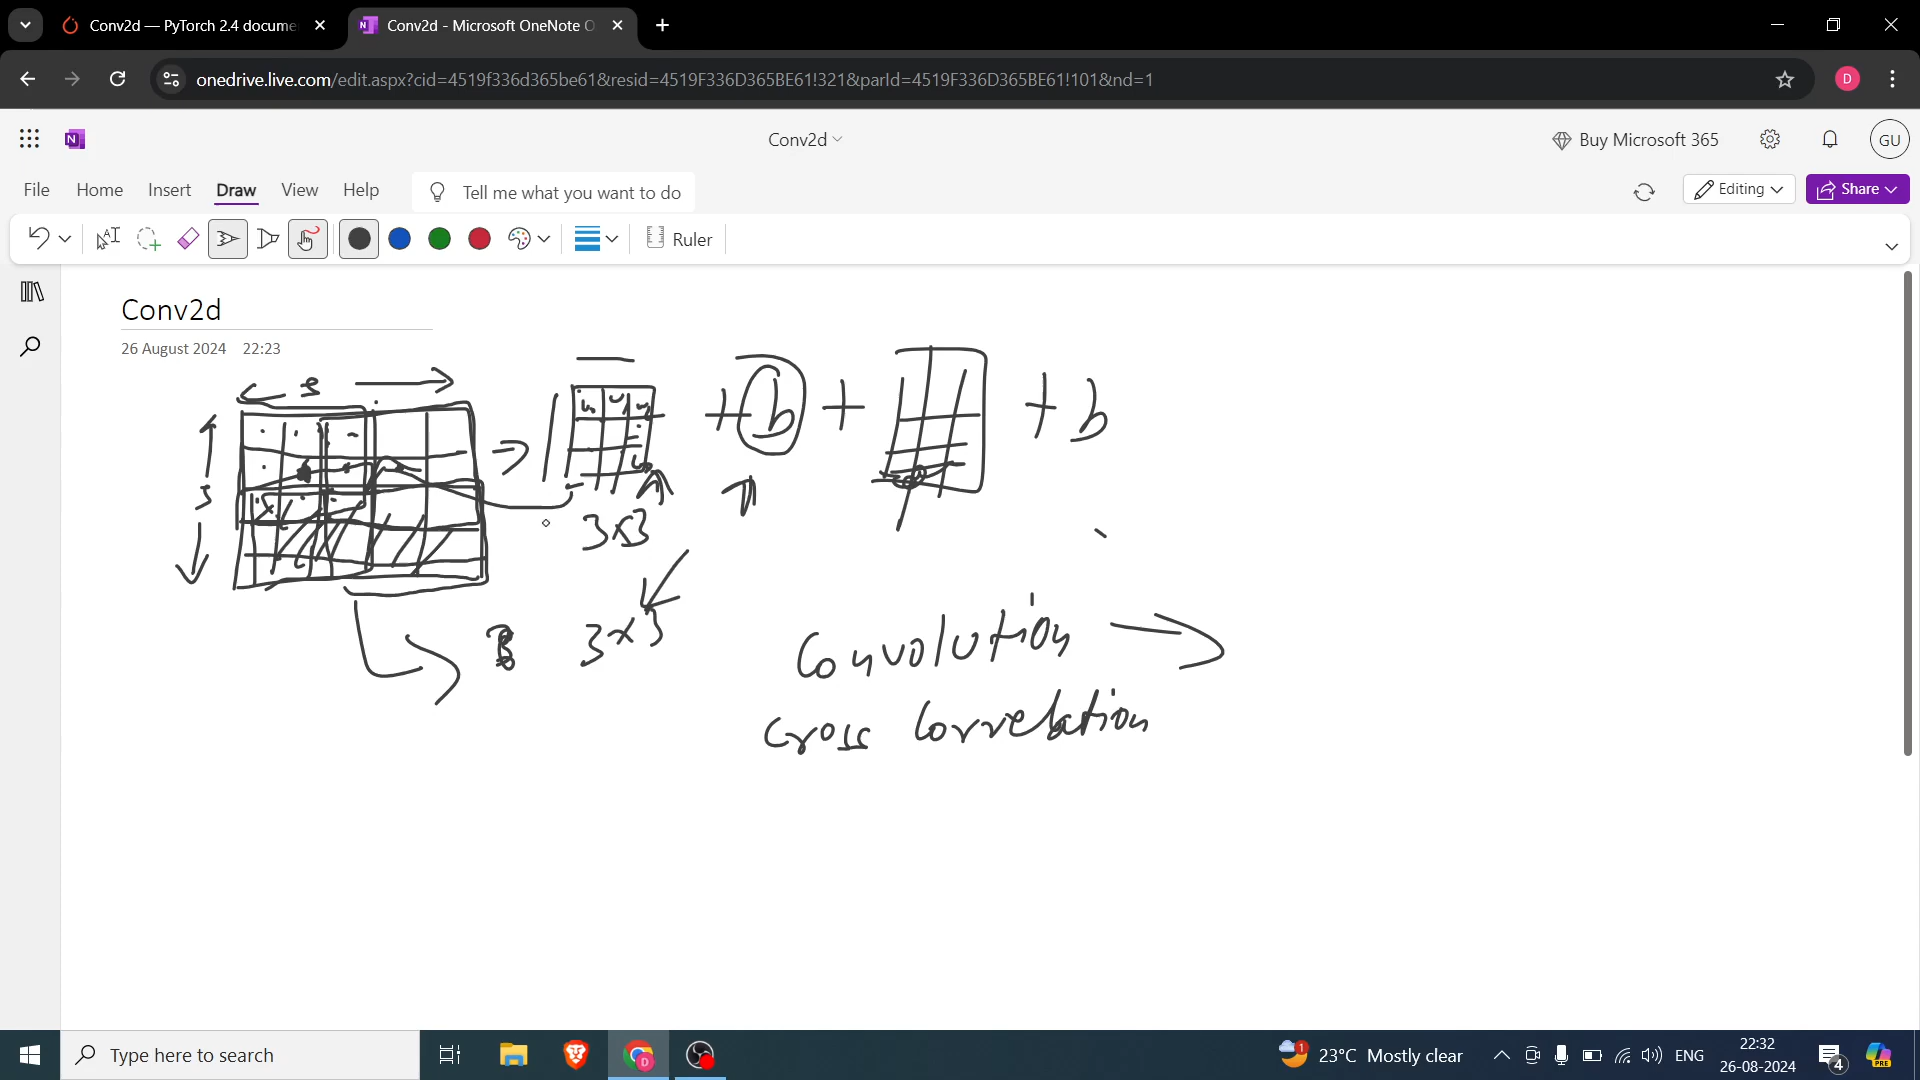 Conv2d — PyTorch 2.4 docume
Conv2d - Microsoft OneNote O
onedrive.live.com/edit.aspx?cid=4519f336d365be61&resid=4519F336D365BE61!321&parId=4519F336D365BE61!101&nd=1
D
N
Conv2d
Buy Microsoft 365
GU
File Home Insert Draw View Help
Tell me what you want to do
Editing
Share
Ruler
Conv2d
26 August 2024 22:23
+ b + + b
3x3
3x3
Convolution
cross correlation
Type here to search
D
1
23°C Mostly clear
ENG
22:32
26-08-2024
4
PRE